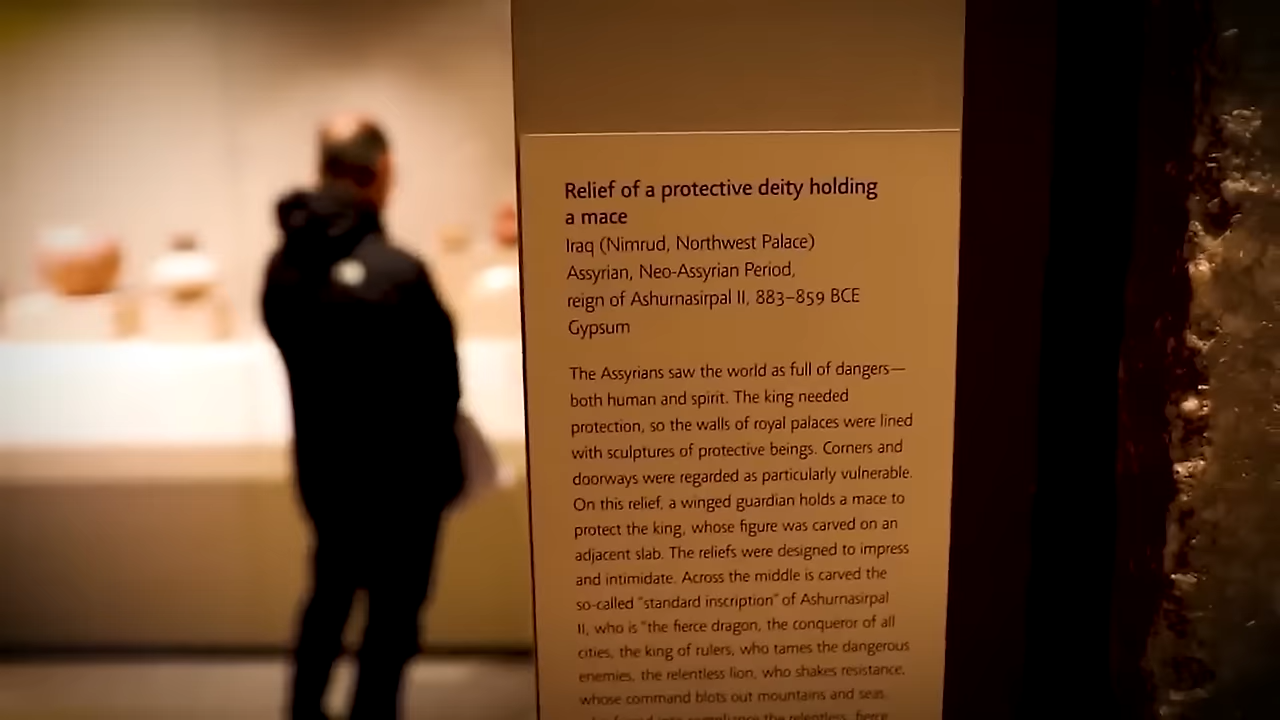 Relief of a protective deity holding
a mace
Iraq (Nimrud, Northwest Palace)
Assyrian, Neo-Assyrian Period,
reign of Ashurnasirpal II, 883–859 BCE
Gypsum
The Assyrians saw the world as full of dangers—
both human and spirit. The king needed
protection, so the walls of royal palaces were lined
with sculptures of protective beings. Corners and
doorways were regarded as particularly vulnerable.
On this relief, a winged guardian holds a mace to
protect the king, whose figure was carved on an
adjacent slab. The reliefs were designed to impress
and intimidate. Across the middle is carved the
so-called "standard inscription" of Ashurnasirpal
II, who is "the fierce dragon, the conqueror of all
cities, the king of rulers, who tames the dangerous
enemies, the relentless lion, who shakes resistance,
whose command blots out mountains and seas,
compliance the relentless, fierce